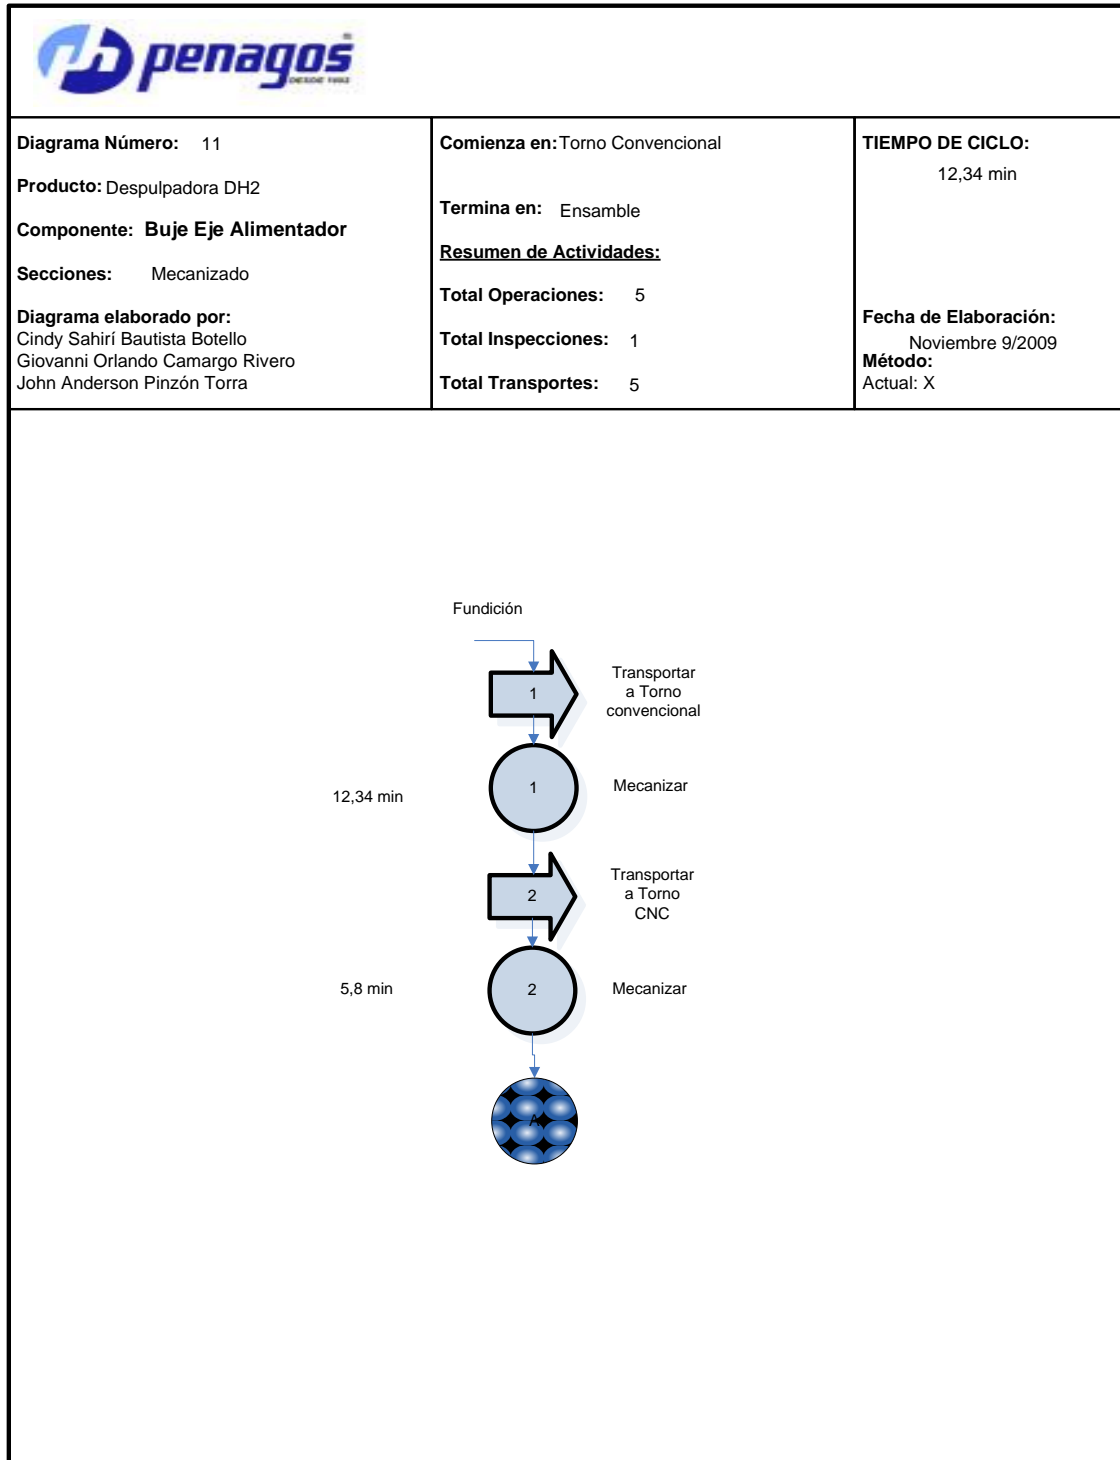 penagos
DESDE 1892
Diagrama Número: 11
Producto: Despulpadora DH2
Componente: Buje Eje Alimentador
Secciones: Mecanizado
Diagrama elaborado por:
Cindy Sahirí Bautista Botello
Giovanni Orlando Camargo Rivero
John Anderson Pinzón Torra
Comienza en: Torno Convencional
Termina en: Ensamble
Resumen de Actividades:
Total Operaciones: 5
Total Inspecciones: 1
Total Transportes: 5
TIEMPO DE CICLO:
12,34 min
Fecha de Elaboración:
Noviembre 9/2009
Método:
Actual: X
Fundición
1
Transportar
a Torno
convencional
12,34 min
1
Mecanizar
2
Transportar
a Torno
CNC
5,8 min
2
Mecanizar
A